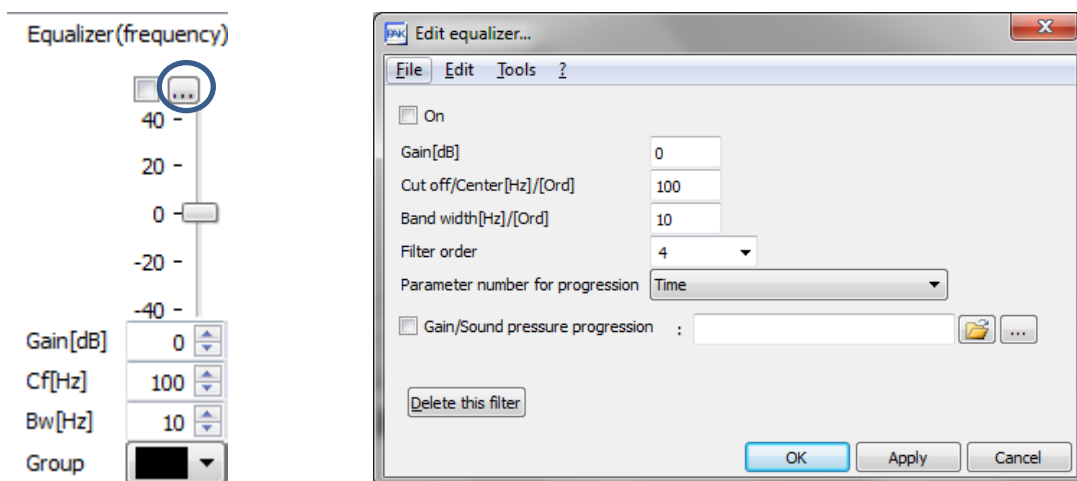 Equalizer(frequency)
...
40
20
0
-20
-40
Gain[dB] 0
Cf[Hz] 100
Bw[Hz] 10
Group
PAK Edit equalizer... X
File Edit Tools ?
On
Gain[dB] 0
Cut off/Center[Hz]/[Ord] 100
Band width[Hz]/[Ord] 10
Filter order 4
Parameter number for progression Time
Gain/Sound pressure progression : ...
Delete this filter
OK Apply Cancel